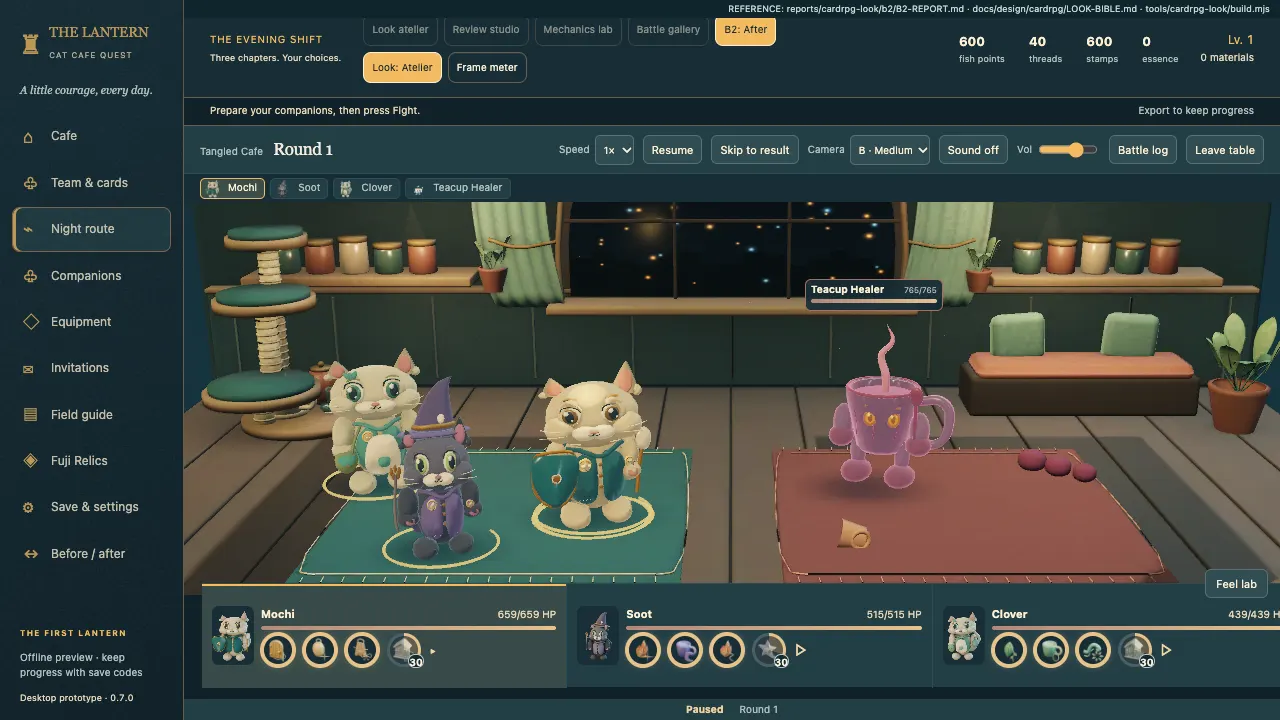 REFERENCE: reports/cardrpg-look/b2/B2-REPORT.md · docs/design/cardrpg/LOOK-BIBLE.md · tools/cardrpg-look/build.mjs
THE LANTERN
CAT CAFE QUEST
A little courage, every day.
Cafe
Team & cards
Night route
Companions
Equipment
Invitations
Field guide
Fuji Relics
Save & settings
Before / after
THE FIRST LANTERN
Offline preview · keep
progress with save codes
Desktop prototype · 0.7.0
THE EVENING SHIFT
Three chapters. Your choices.
Look atelier
Review studio
Mechanics lab
Battle gallery
B2: After
Look: Atelier
Frame meter
600
fish points
40
threads
600
stamps
0
essence
Lv. 1
0 materials
Prepare your companions, then press Fight.
Export to keep progress
Tangled Cafe
Round 1
Speed
1×
Resume
Skip to result
Camera
B · Medium
Sound off
Vol
Battle log
Leave table
Mochi
Soot
Clover
Teacup Healer
Teacup Healer
765/765
Feel lab
Mochi
659/659 HP
30
Soot
515/515 HP
30
Clover
439/439 H
30
Paused
Round 1